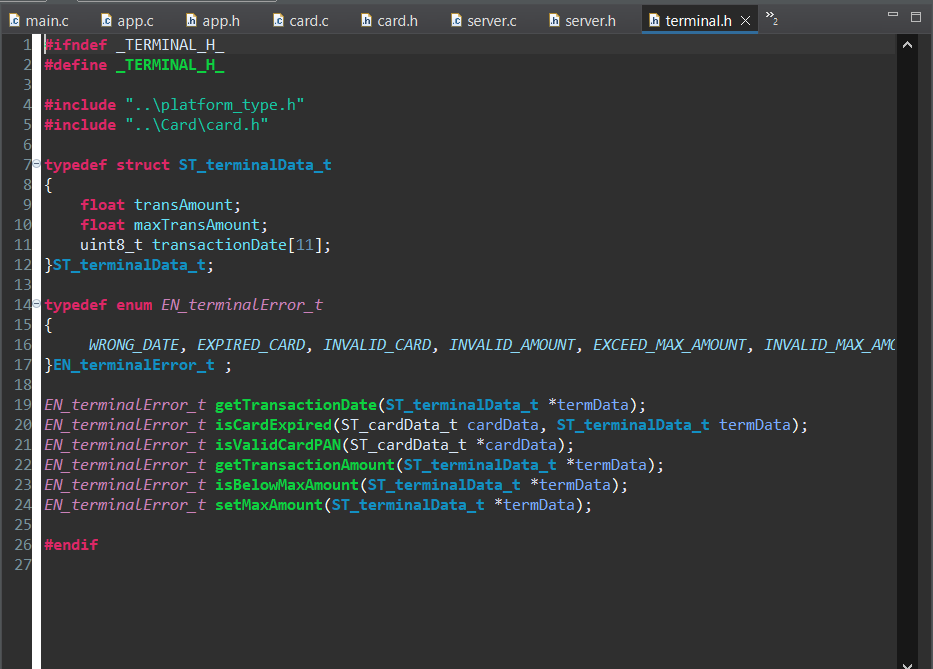 main.c app.c app.h card.c card.h server.c server.h terminal.h 2
1 #ifndef _TERMINAL_H_
2 #define _TERMINAL_H_
3
4 #include "..\platform_type.h"
5 #include "..\Card\card.h"
6
7 typedef struct ST_terminalData_t
8 {
9 float transAmount;
10 float maxTransAmount;
11 uint8_t transactionDate[11];
12 }ST_terminalData_t;
13
14 typedef enum EN_terminalError_t
15 {
16 WRONG_DATE, EXPIRED_CARD, INVALID_CARD, INVALID_AMOUNT, EXCEED_MAX_AMOUNT, INVALID_MAX_AMO
17 }EN_terminalError_t ;
18
19 EN_terminalError_t getTransactionDate(ST_terminalData_t *termData);
20 EN_terminalError_t isCardExpired(ST_cardData_t cardData, ST_terminalData_t termData);
21 EN_terminalError_t isValidCardPAN(ST_cardData_t *cardData);
22 EN_terminalError_t getTransactionAmount(ST_terminalData_t *termData);
23 EN_terminalError_t isBelowMaxAmount(ST_terminalData_t *termData);
24 EN_terminalError_t setMaxAmount(ST_terminalData_t *termData);
25
26 #endif
27